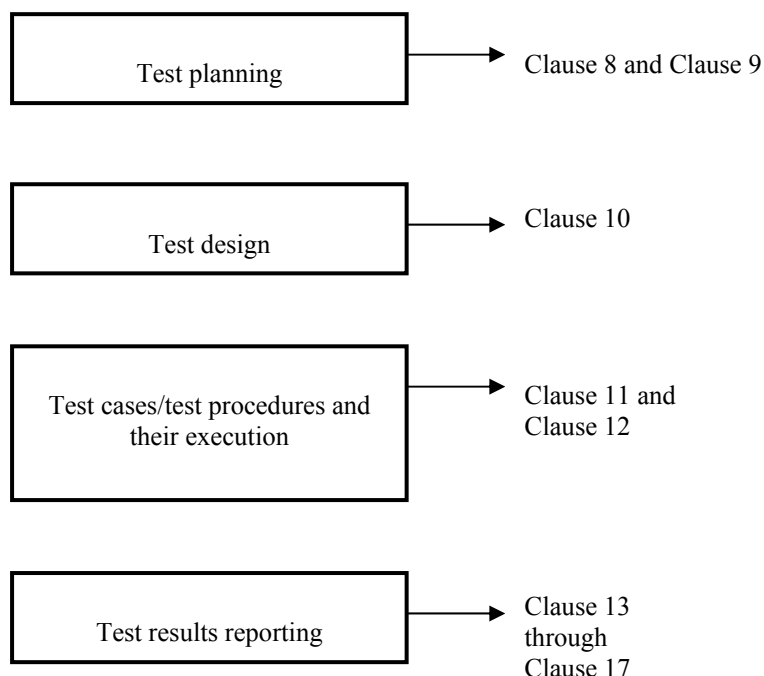 Test planning
Clause 8 and Clause 9
Test design
Clause 10
Test cases/test procedures and
their execution
Clause 11 and
Clause 12
Test results reporting
Clause 13
through
Clause 17